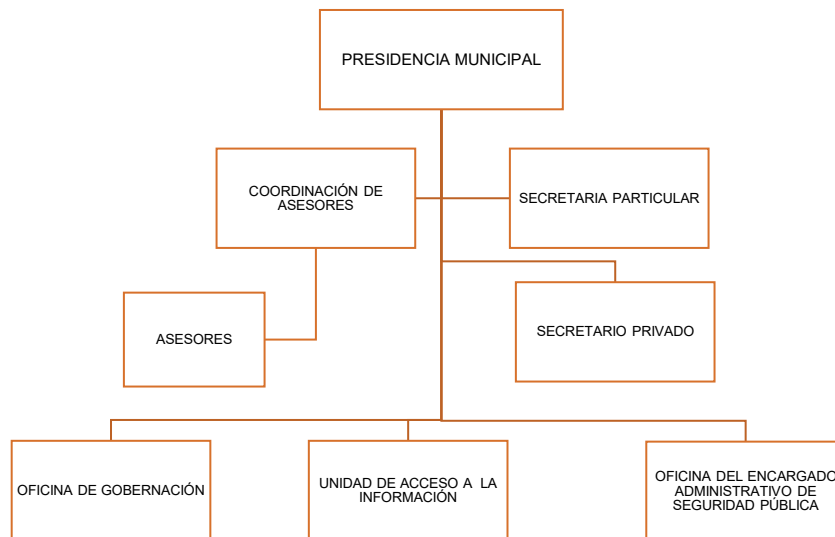 PRESIDENCIA MUNICIPAL
COORDINACIÓN DE
ASESORES
SECRETARIA PARTICULAR
ASESORES
SECRETARIO PRIVADO
OFICINA DE GOBERNACIÓN
UNIDAD DE ACCESO A LA
INFORMACIÓN
OFICINA DEL ENCARGADO
ADMINISTRATIVO DE
SEGURIDAD PÚBLICA